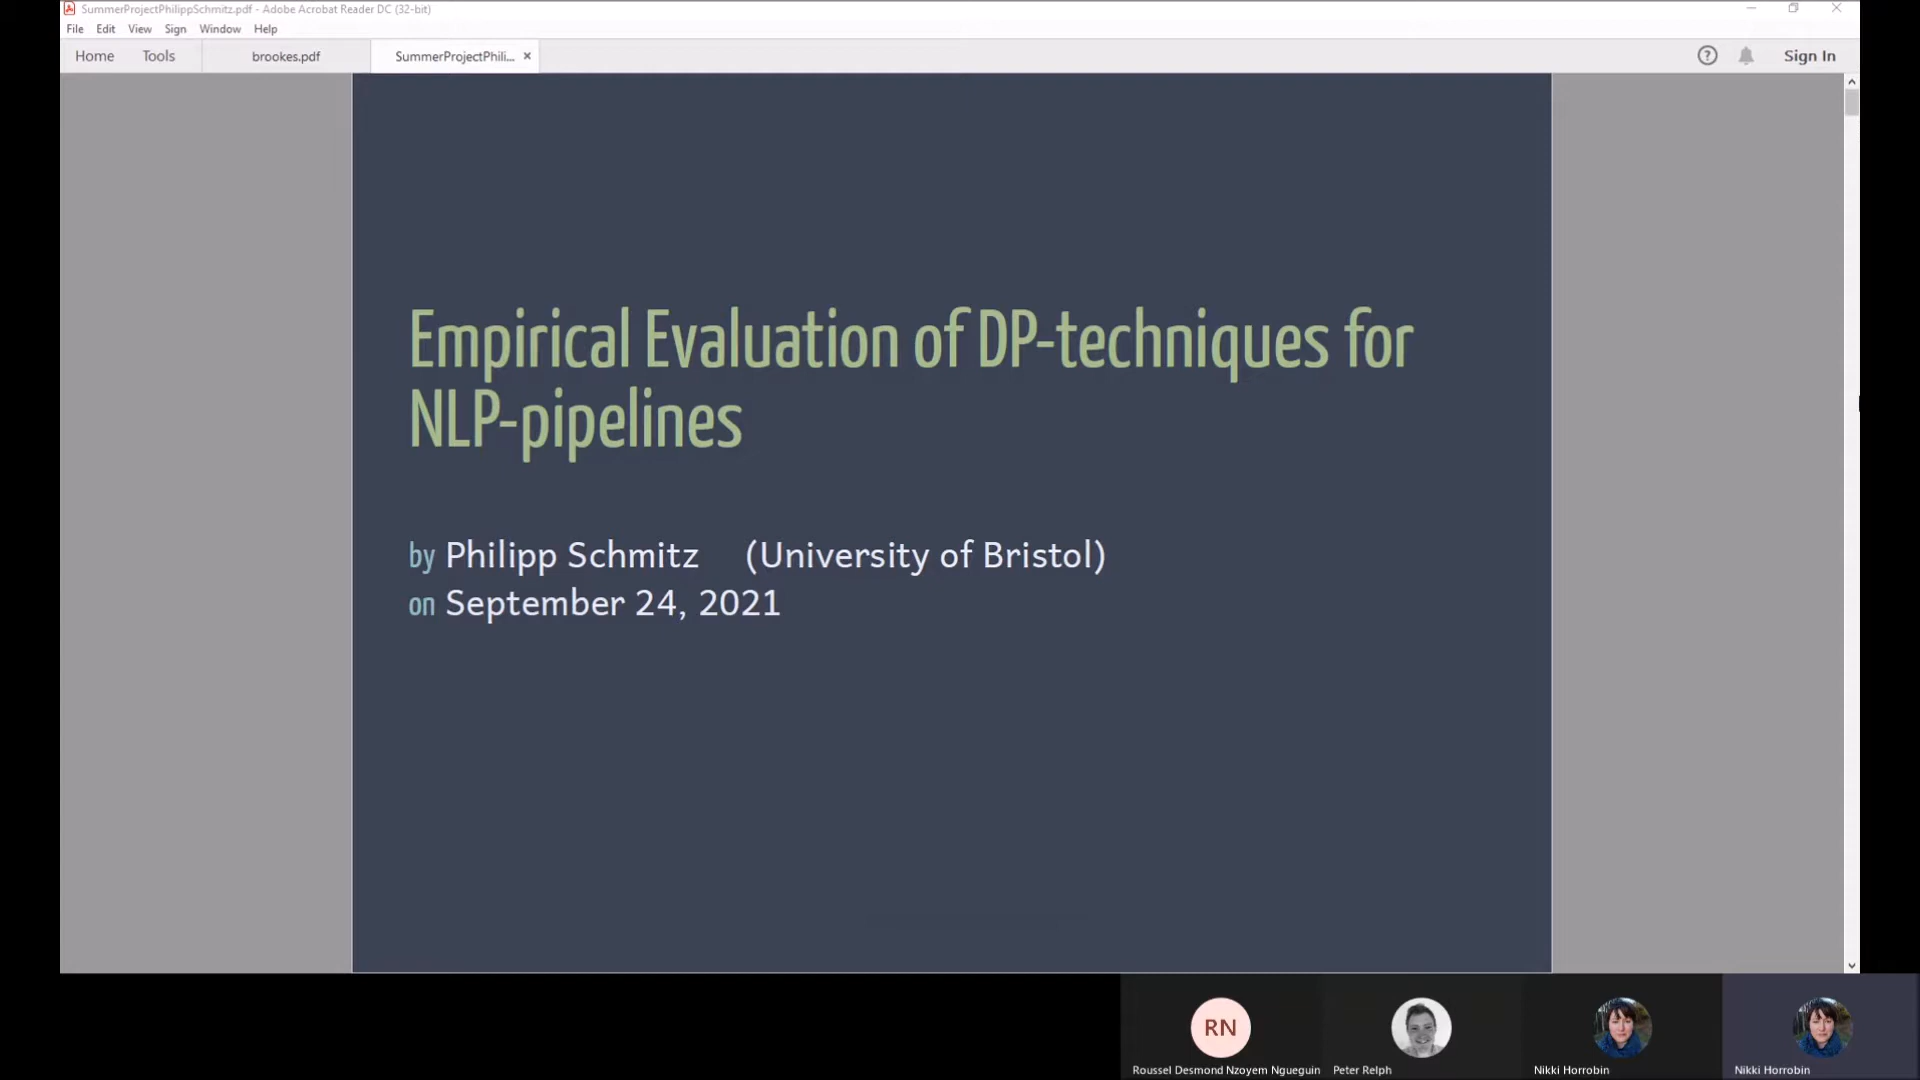 SummerProjectPhilippSchmitz.pdf - Adobe Acrobat Reader DC (32-bit)
File Edit View Sign Window Help
Home Tools brookes.pdf SummerProjectPhili... × Sign In
Empirical Evaluation of DP-techniques for
NLP-pipelines
by Philipp Schmitz (University of Bristol)
on September 24, 2021
RN
Roussel Desmond Nzoyem Ngueguin Peter Relph Nikki Horrobin Nikki Horrobin